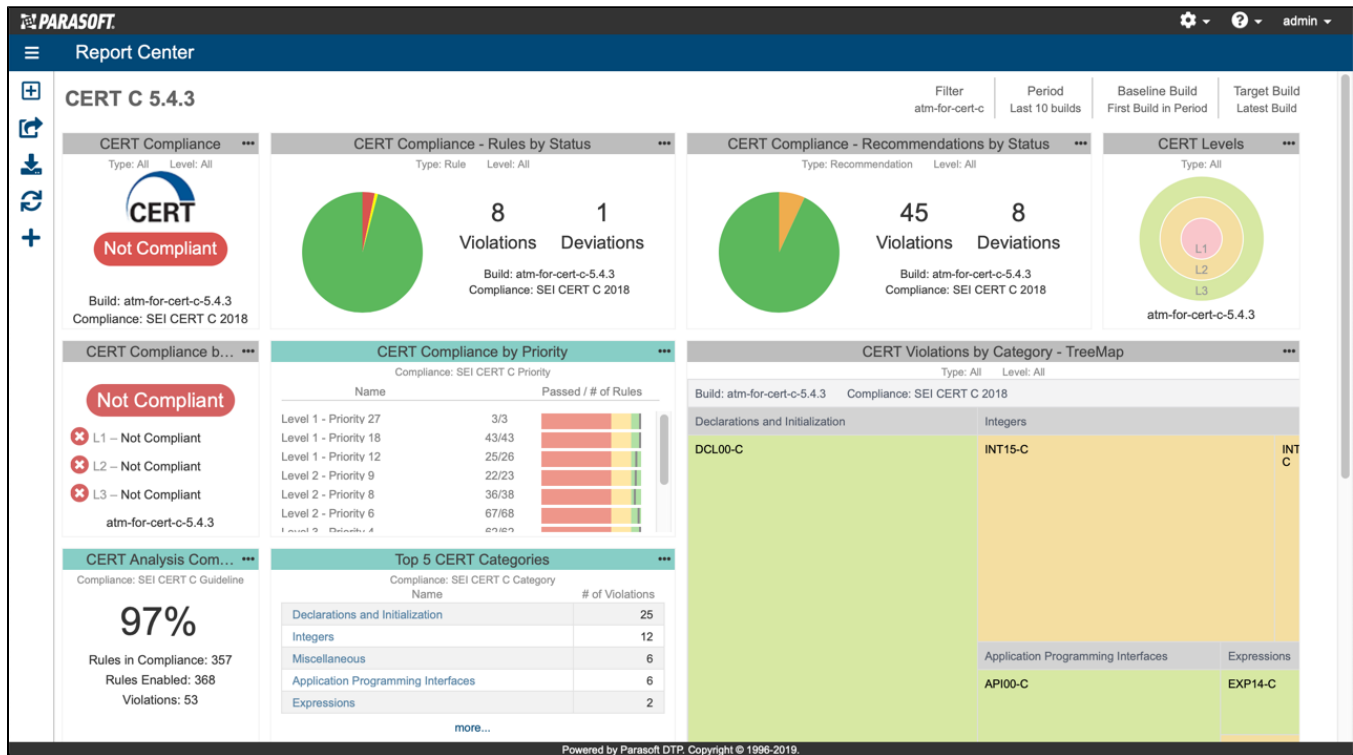 PARASOFT.
admin
Report Center
CERT C 5.4.3
Filter
atm-for-cert-c
Period
Last 10 builds
Baseline Build
First Build in Period
Target Build
Latest Build
CERT Compliance
Type: All Level: All
CERT
Not Compliant
Build: atm-for-cert-c-5.4.3
Compliance: SEI CERT C 2018
CERT Compliance - Rules by Status
Type: Rule Level: All
8
Violations
1
Deviations
Build: atm-for-cert-c-5.4.3
Compliance: SEI CERT C 2018
CERT Compliance - Recommendations by Status
Type: Recommendation Level: All
45
Violations
8
Deviations
Build: atm-for-cert-c-5.4.3
Compliance: SEI CERT C 2018
CERT Levels
Type: All
L1
L2
L3
atm-for-cert-c-5.4.3
CERT Compliance b...
Not Compliant
L1 – Not Compliant
L2 – Not Compliant
L3 – Not Compliant
atm-for-cert-c-5.4.3
CERT Compliance by Priority
Compliance: SEI CERT C Priority
Name Passed / # of Rules
Level 1 - Priority 27 3/3
Level 1 - Priority 18 43/43
Level 1 - Priority 12 25/26
Level 2 - Priority 9 22/23
Level 2 - Priority 8 36/38
Level 2 - Priority 6 67/68
Level 3 - Priority 4 62/62
CERT Violations by Category - TreeMap
Type: All Level: All
Build: atm-for-cert-c-5.4.3 Compliance: SEI CERT C 2018
Declarations and Initialization
Integers
DCL00-C
INT15-C
INT
C
Application Programming Interfaces
Expressions
API00-C
EXP14-C
CERT Analysis Com...
Compliance: SEI CERT C Guideline
97%
Rules in Compliance: 357
Rules Enabled: 368
Violations: 53
Top 5 CERT Categories
Compliance: SEI CERT C Category
Name # of Violations
Declarations and Initialization 25
Integers 12
Miscellaneous 6
Application Programming Interfaces 6
Expressions 2
more...
Powered by Parasoft DTP. Copyright © 1996-2019.